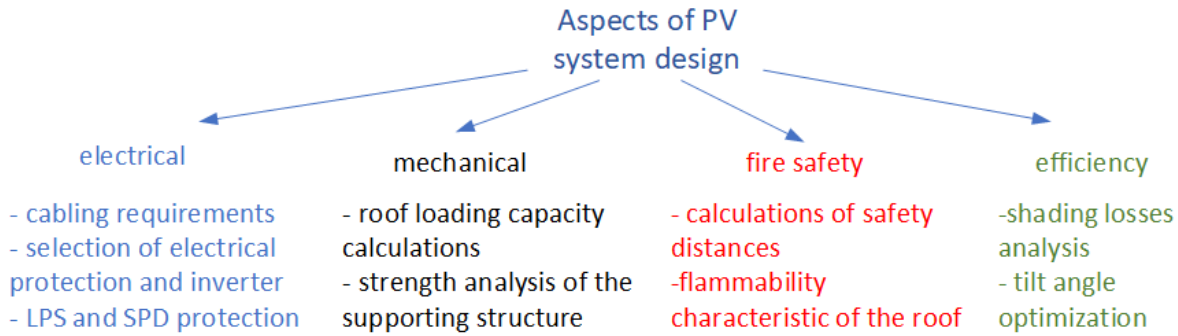 Aspects of PV
system design
electrical
- cabling requirements
- selection of electrical
protection and inverter
- LPS and SPD protection
mechanical
- roof loading capacity
calculations
- strength analysis of the
supporting structure
fire safety
- calculations of safety
distances
-flammability
characteristic of the roof
efficiency
-shading losses
analysis
- tilt angle
optimization